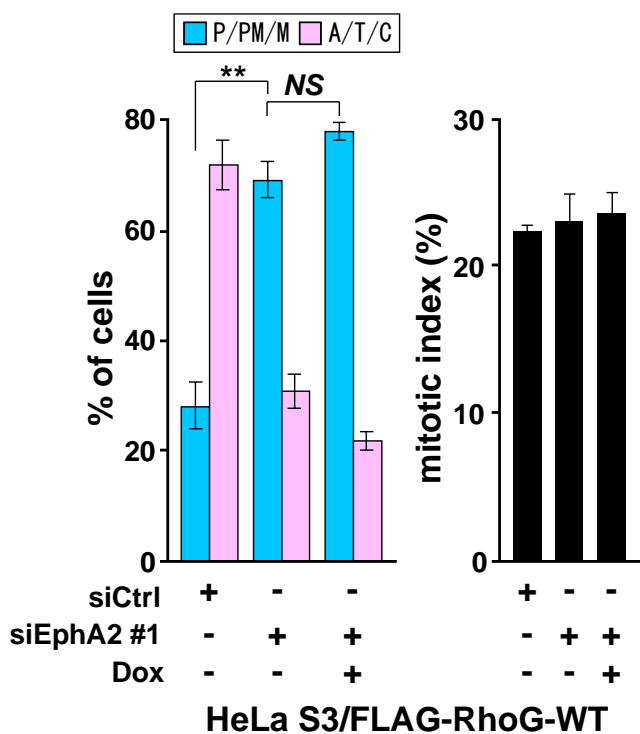 P/PM/M A/T/C
** NS
80
60
40
20
0
% of cells
30
20
10
0
mitotic index (%)
siCtrl + - - + - -
siEphA2 #1 - + + - + +
Dox - - + - - +
HeLa S3/FLAG-RhoG-WT